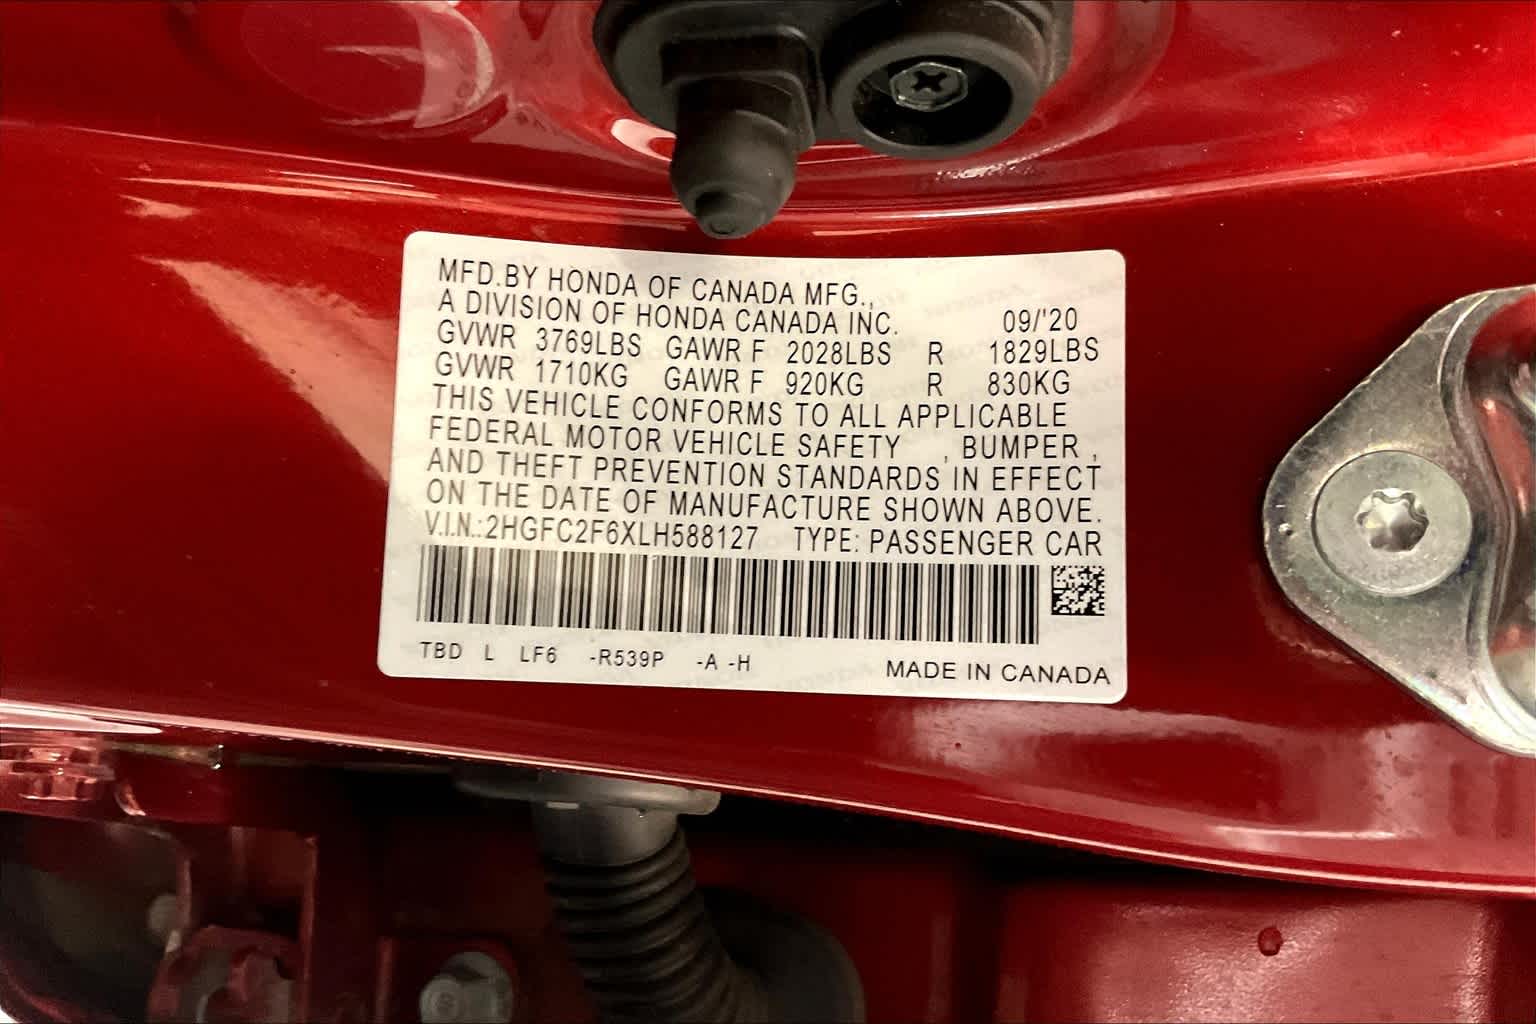 MFD.BY HONDA OF CANADA MFG.,
A DIVISION OF HONDA CANADA INC. 09/'20
GVWR 3769LBS GAWR F 2028LBS R 1829LBS
GVWR 1710KG GAWR F 920KG R 830KG
THIS VEHICLE CONFORMS TO ALL APPLICABLE
FEDERAL MOTOR VEHICLE SAFETY , BUMPER ,
AND THEFT PREVENTION STANDARDS IN EFFECT
ON THE DATE OF MANUFACTURE SHOWN ABOVE.
V.I.N.:2HGFC2F6XLH588127 TYPE: PASSENGER CAR
TBD L LF6 -R539P -A -H MADE IN CANADA